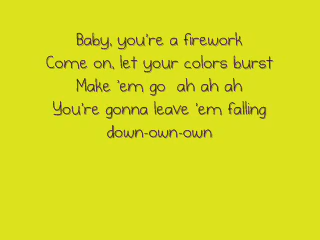 Baby, you're a firework
Come on, let your colors burst
Make 'em go  ah ah ah
You're gonna leave 'em falling
down-own-own